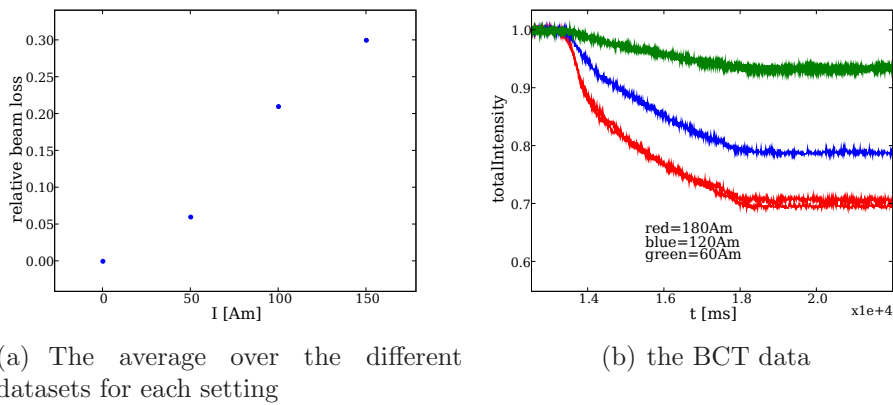 0.30
0.25
0.20
0.15
0.10
0.05
0.00
relative beam loss
0 50 100 150
I [Am]
1.0
0.9
0.8
0.7
0.6
totalIntensity
red=180Am
blue=120Am
green=60Am
1.4 1.6 1.8 2.0 2.2
t [ms]
x1e+4
(a) The average over the different
datasets for each setting
(b) the BCT data